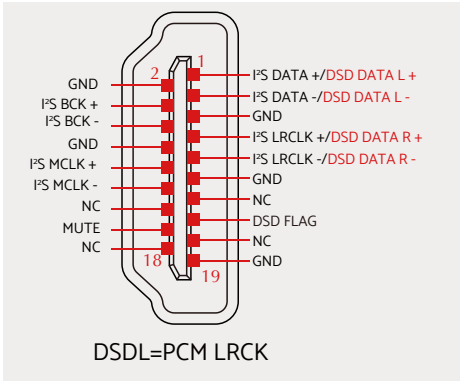 1
2
I²S DATA +/DSD DATA L +
GND
I²S DATA -/DSD DATA L -
I²S BCK +
GND
I²S BCK -
I²S LRCLK +/DSD DATA R +
GND
I²S LRCLK -/DSD DATA R -
I²S MCLK +
GND
I²S MCLK -
NC
NC
DSD FLAG
MUTE
NC
NC
GND
18
19
DSDL=PCM LRCK